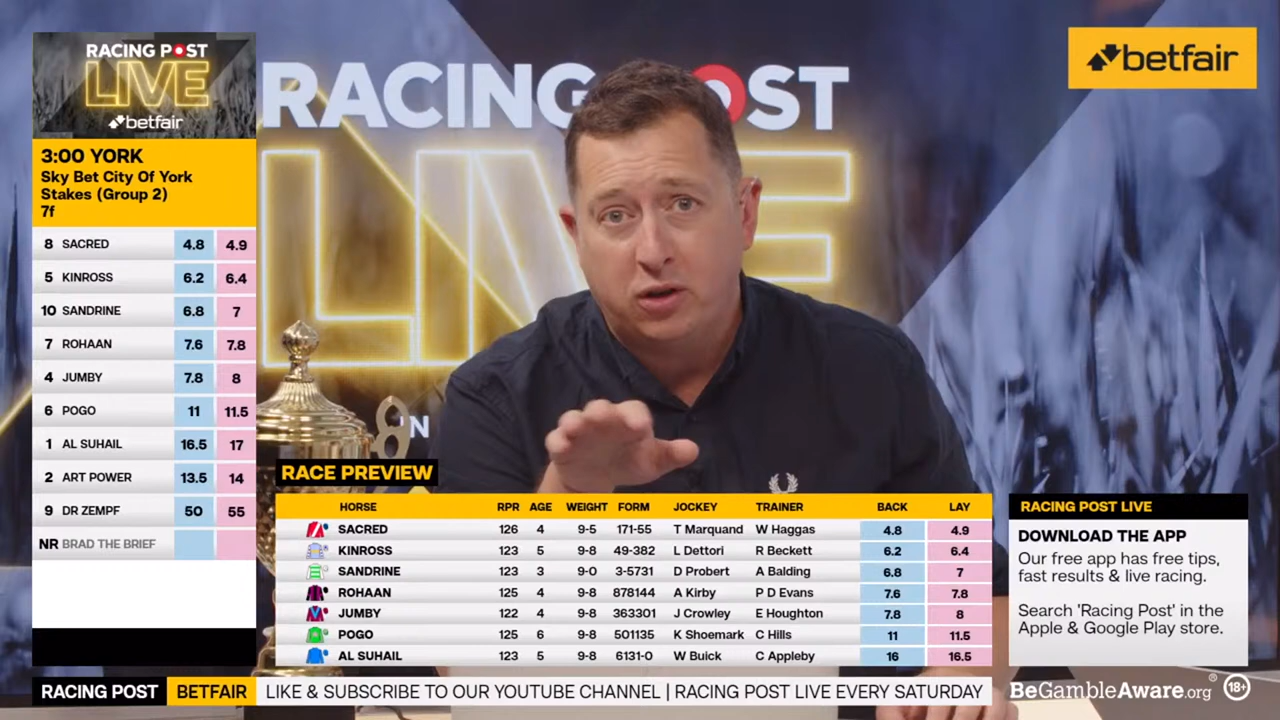 RACING POST
LIVE
betfair
3:00 YORK
Sky Bet City Of York
Stakes (Group 2)
7f
8 SACRED 4.8 4.9
5 KINROSS 6.2 6.4
10 SANDRINE 6.8 7
7 ROHAAN 7.6 7.8
4 JUMBY 7.8 8
6 POGO 11 11.5
1 AL SUHAIL 16.5 17
2 ART POWER 13.5 14
9 DR ZEMPF 50 55
NR BRAD THE BRIEF
RACING POST
LIVE
betfair
RACE PREVIEW
HORSE RPR AGE WEIGHT FORM JOCKEY TRAINER BACK LAY
SACRED 126 4 9-5 171-55 T Marquand W Haggas 4.8 4.9
KINROSS 123 5 9-8 49-382 L Dettori R Beckett 6.2 6.4
SANDRINE 123 3 9-0 3-5731 D Probert A Balding 6.8 7
ROHAAN 125 4 9-8 878144 A Kirby P D Evans 7.6 7.8
JUMBY 122 4 9-8 363301 J Crowley E Houghton 7.8 8
POGO 125 6 9-8 501135 K Shoemark C Hills 11 11.5
AL SUHAIL 123 5 9-8 6131-0 W Buick C Appleby 16 16.5
RACING POST LIVE
DOWNLOAD THE APP
Our free app has free tips,
fast results & live racing.
Search 'Racing Post' in the
Apple & Google Play store.
RACING POST BETFAIR LIKE & SUBSCRIBE TO OUR YOUTUBE CHANNEL | RACING POST LIVE EVERY SATURDAY
BeGambleAware.org® 18+